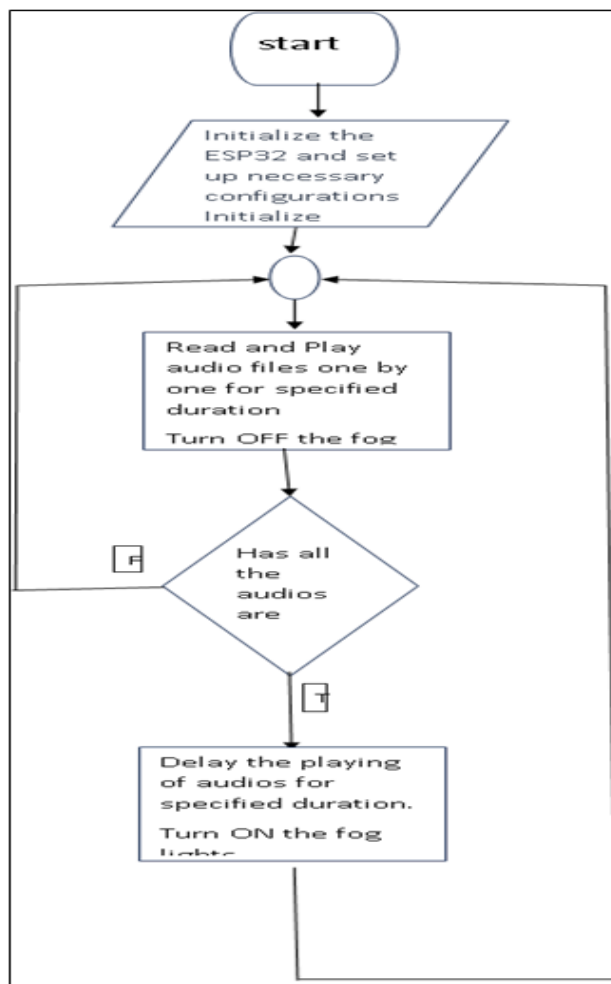 start
Initialize the
ESP32 and set
up necessary
configurations
Initialize
Read and Play
audio files one by
one for specified
duration
Turn OFF the fog
Has all
the
audios
are
F
T
Delay the playing
of audios for
specified duration.
Turn ON the fog
lights